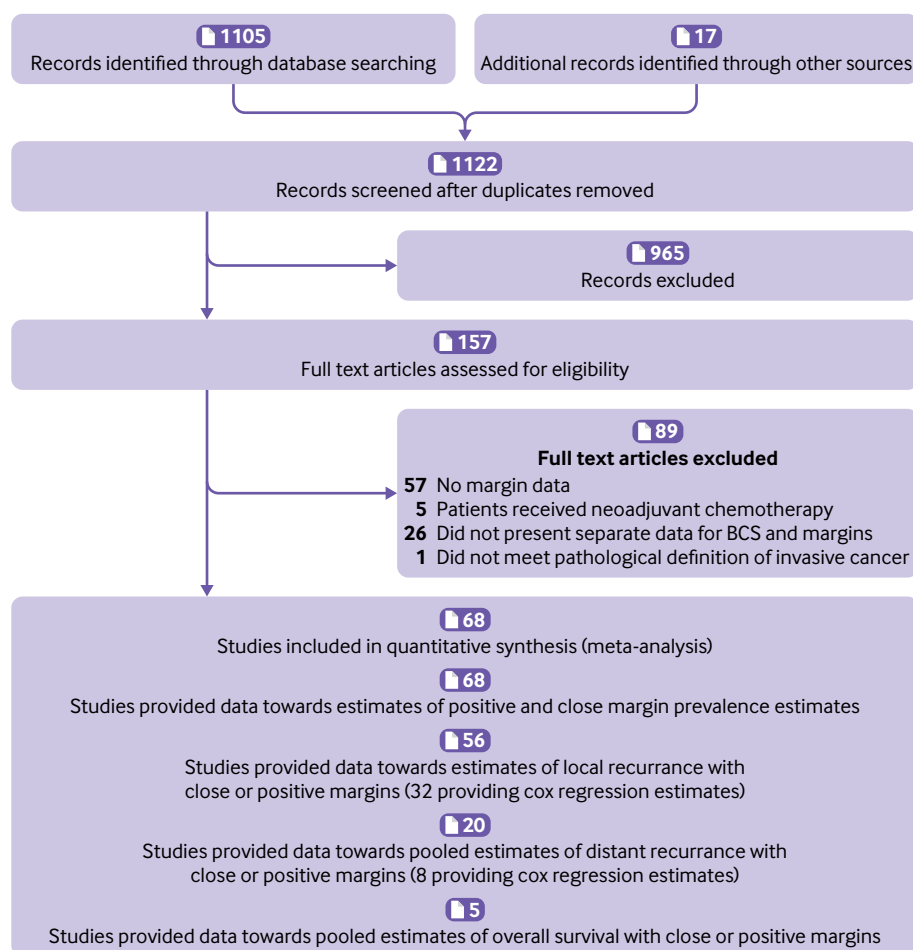 1105
Records identified through database searching
17
Additional records identified through other sources
1122
Records screened after duplicates removed
965
Records excluded
157
Full text articles assessed for eligibility
89
Full text articles excluded
57 No margin data
5 Patients received neoadjuvant chemotherapy
26 Did not present separate data for BCS and margins
1 Did not meet pathological definition of invasive cancer
68
Studies included in quantitative synthesis (meta-analysis)
68
Studies provided data towards estimates of positive and close margin prevalence estimates
56
Studies provided data towards estimates of local recurrance with
close or positive margins (32 providing cox regression estimates)
20
Studies provided data towards pooled estimates of distant recurrance with
close or positive margins (8 providing cox regression estimates)
5
Studies provided data towards pooled estimates of overall survival with close or positive margins